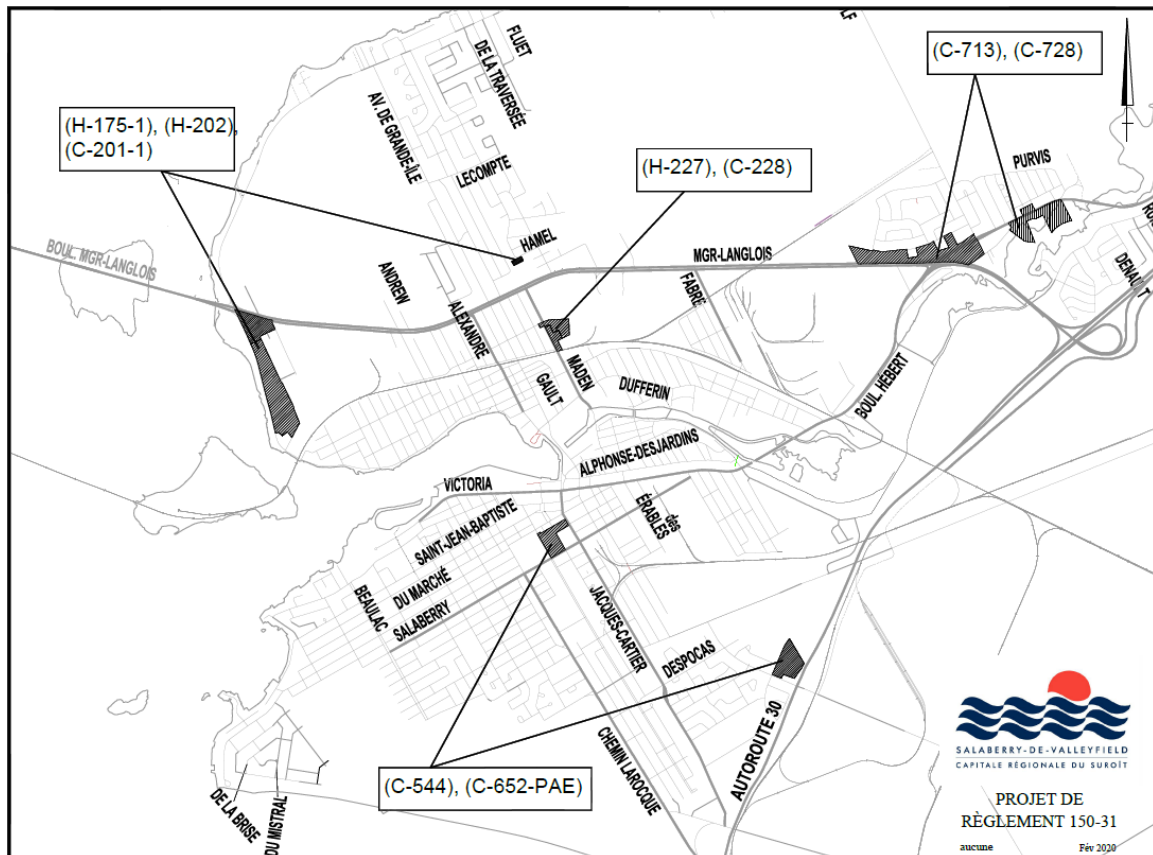 FLUET
DE LA TRAVERSÉE
AV. DE GRANDE-ÎLE
LECOMPTE
(C-713), (C-728)
(H-175-1), (H-202),
(C-201-1)
(H-227), (C-228)
PURVIS
HAMEL
BOUL. MGR-LANGLOIS
MGR-LANGLOIS
ANDREW
ALEXANDRE
FABRE
DENAULT
GAULT
MADEN
DUFFERIN
BOUL. HÉBERT
ALPHONSE-DESJARDINS
VICTORIA
SAINT-JEAN-BAPTISTE
ÉRABLES
des
BEAULAC
DU MARCHÉ
SALABERRY
JACQUES-CARTIER
DESPOCAS
AUTOROUTE 30
CHEMIN LAROCQUE
(C-544), (C-652-PAE)
DE LA BRISE
DU MISTRAL
SALABERRY-DE-VALLEYFIELD
CAPITALE RÉGIONALE DU SUROÎT
PROJET DE
RÈGLEMENT 150-31
aucune Fév 2020